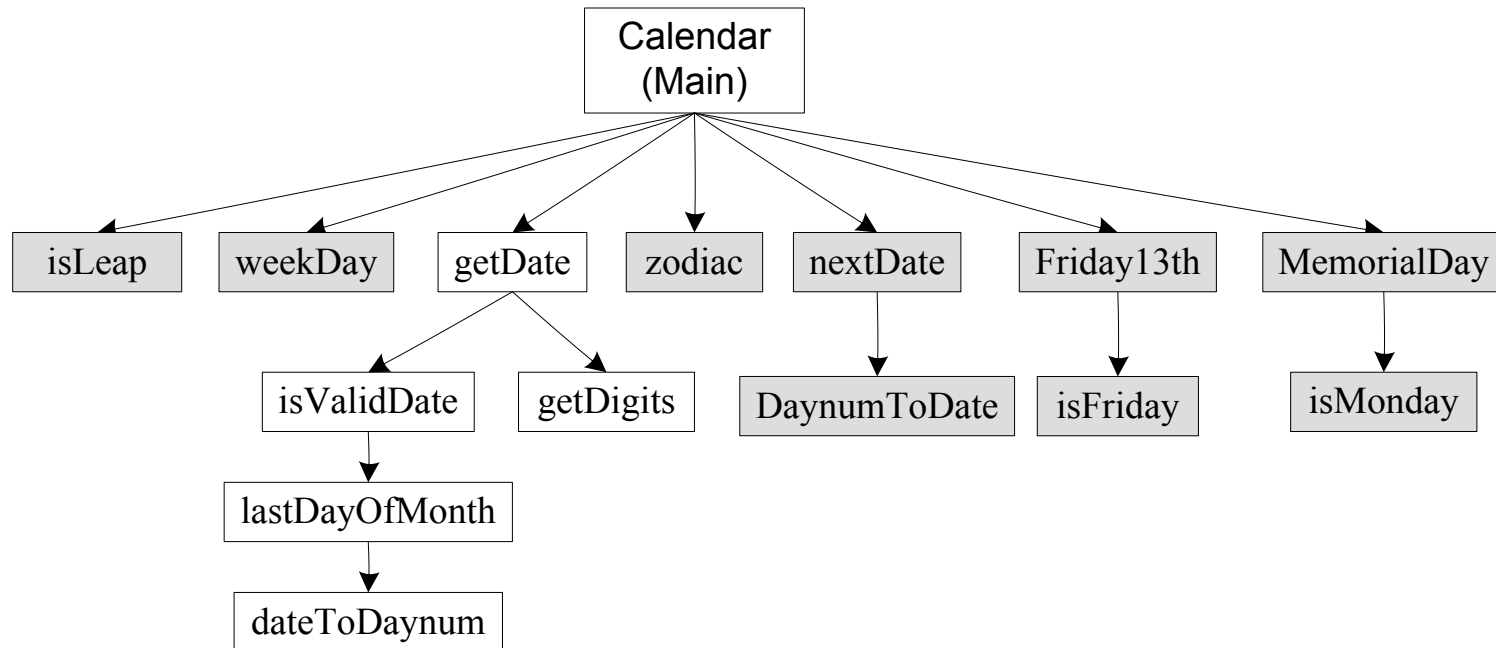 Calendar
(Main)
isLeap
weekDay
getDate
zodiac
nextDate
Friday13th
MemorialDay
isValidDate
getDigits
DaynumToDate
isFriday
isMonday
lastDayOfMonth
dateToDaynum